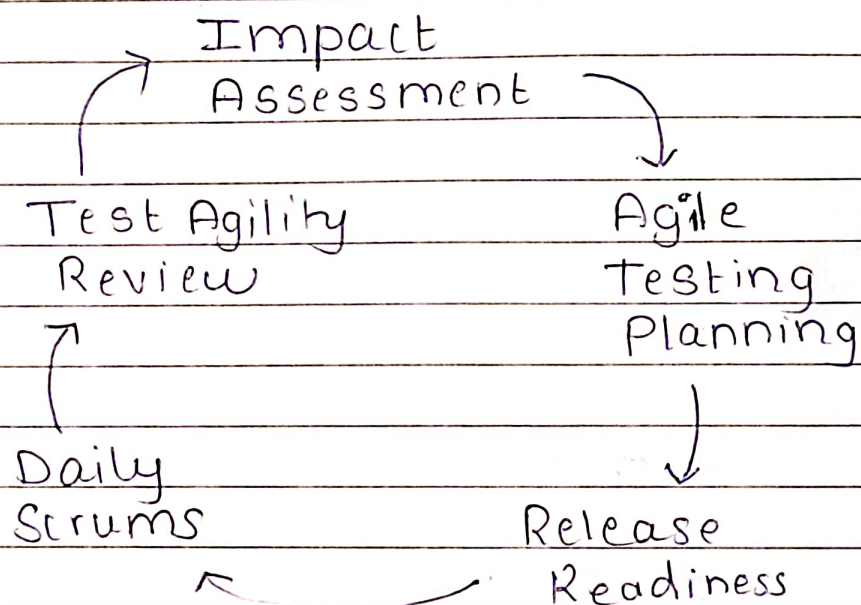 Impact
Assessment
Test Agility
Review
Agile
Testing
Planning
Daily
Scrums
Release
Readiness